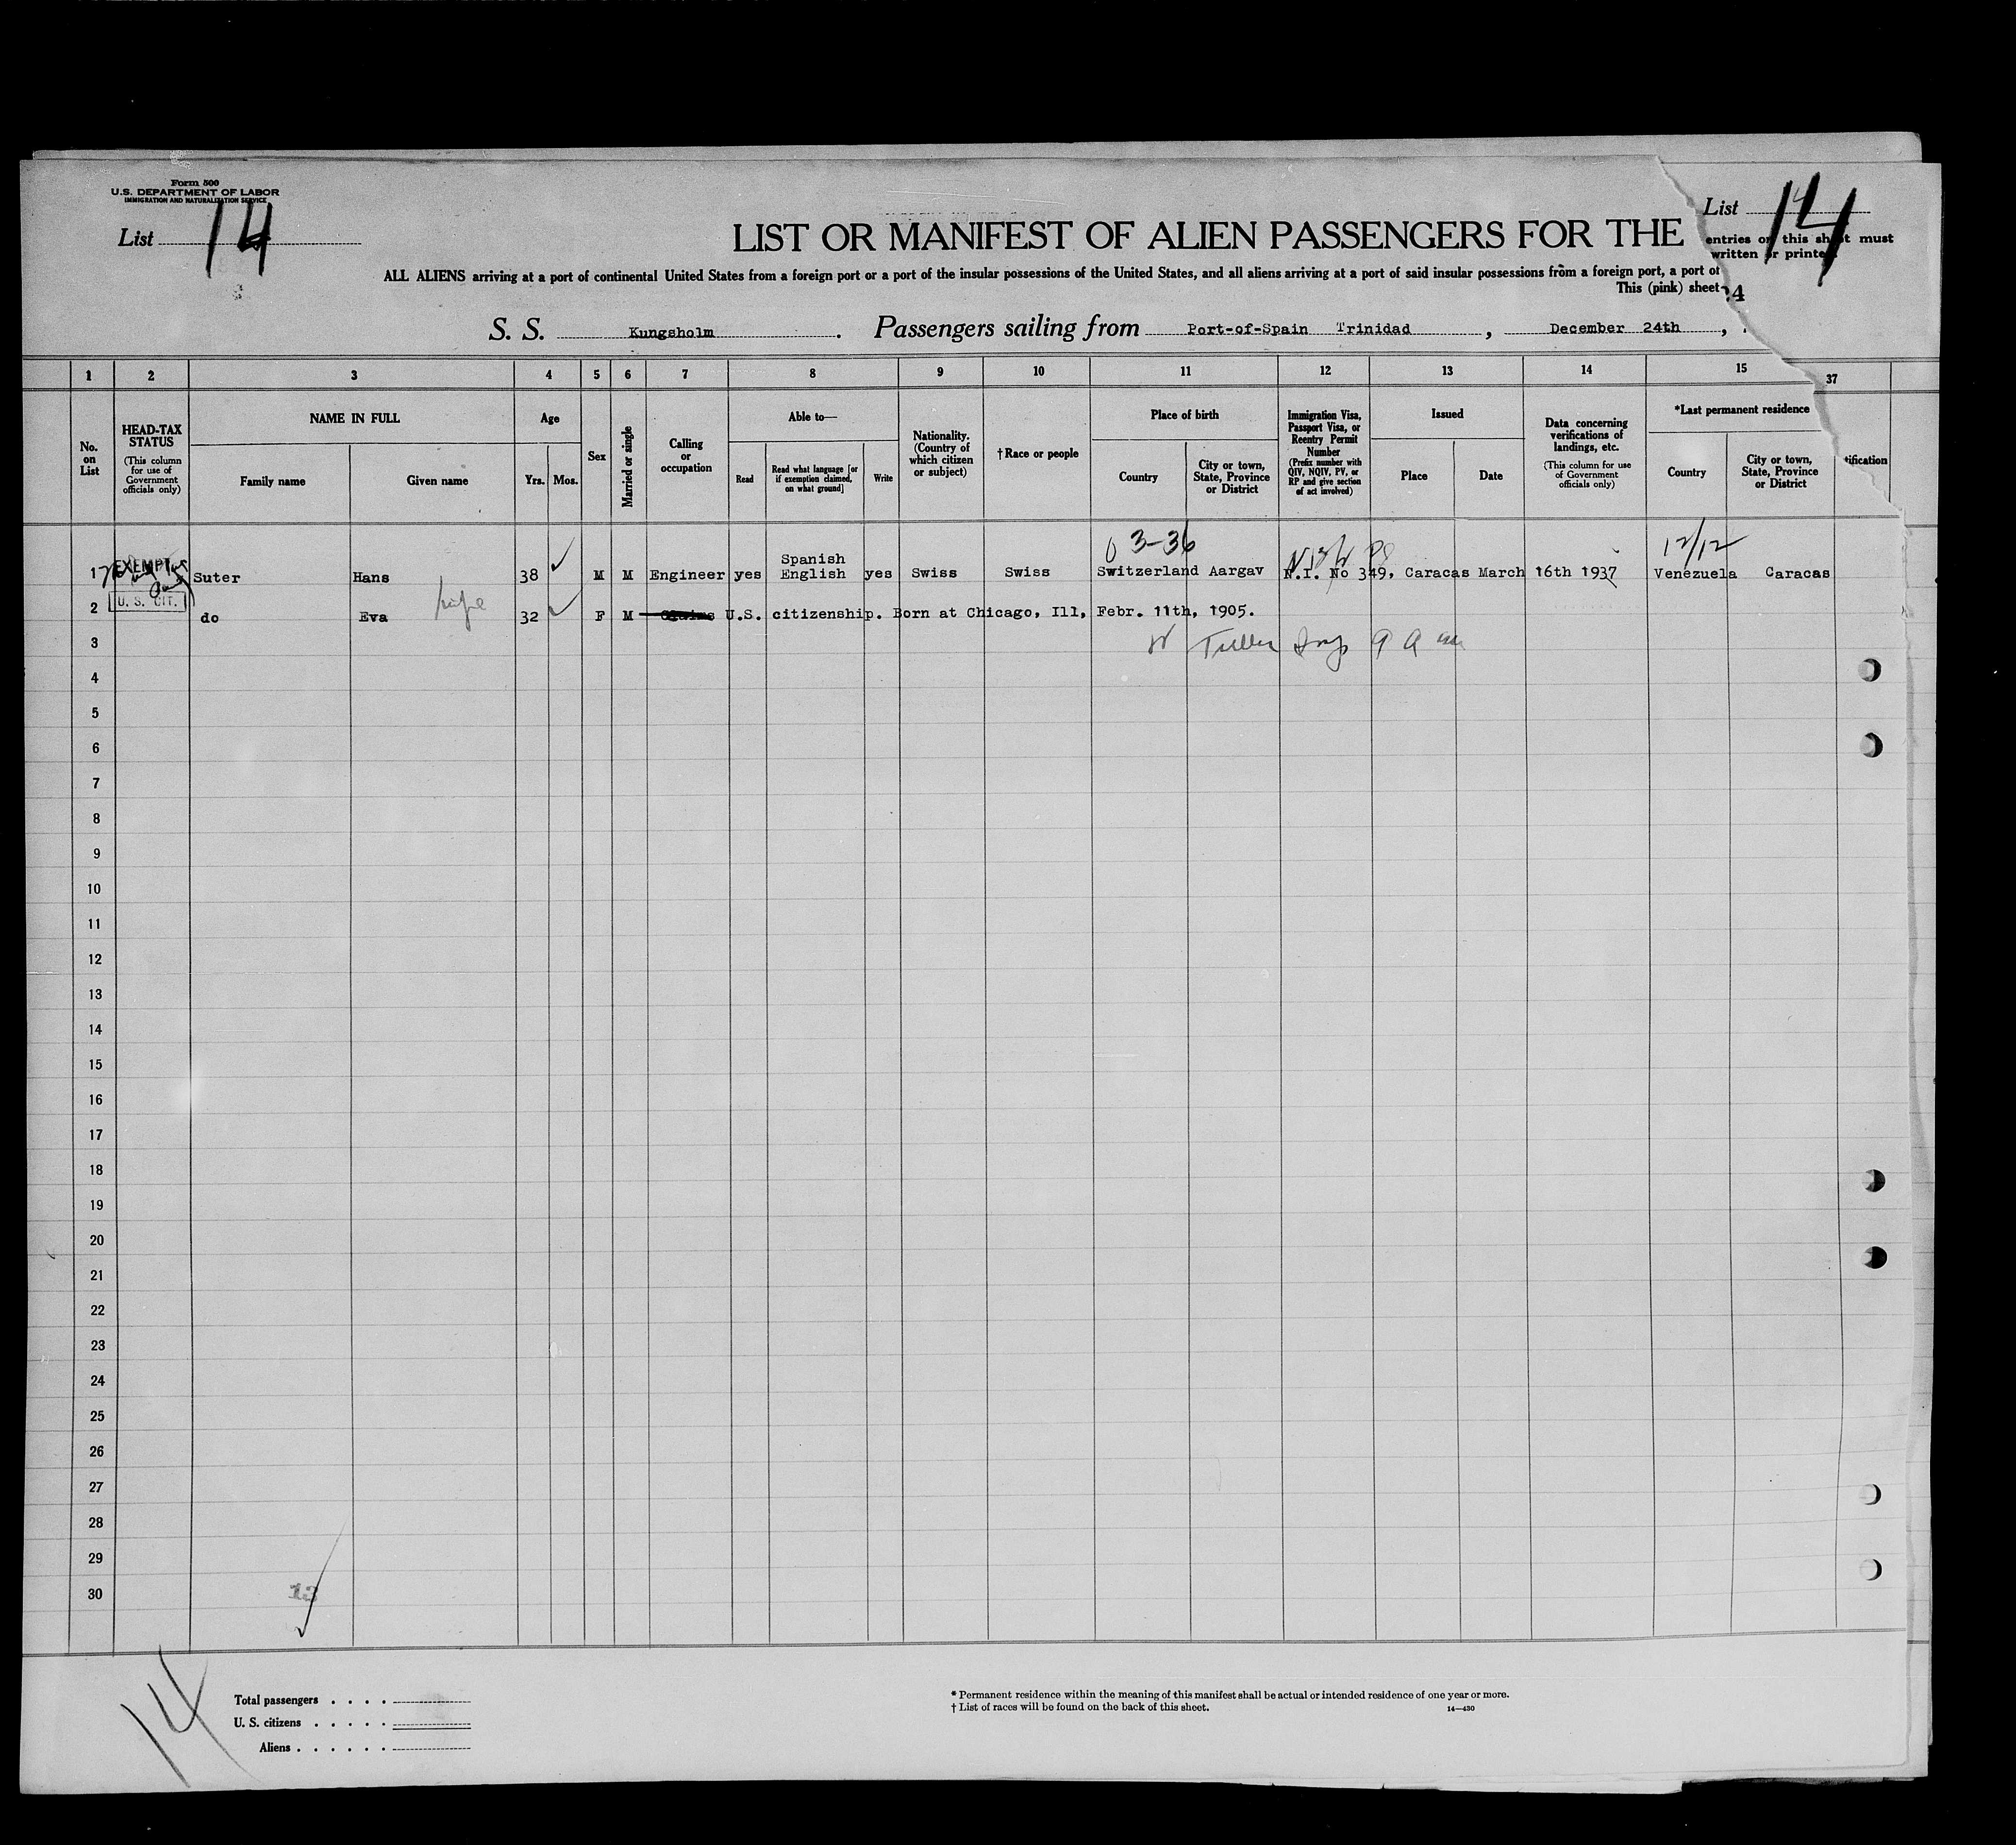 Form 500
U.S. DEPARTMENT OF LABOR
IMMIGRATION AND NATURALIZATION SERVICE
List 14
List 14
LIST OR MANIFEST OF ALIEN PASSENGERS FOR THE
entries on this sheet must
written or printed
ALL ALIENS arriving at a port of continental United States from a foreign port or a port of the insular possessions of the United States, and all aliens arriving at a port of said insular possessions from a foreign port, a port of
This (pink) sheet
24
S. S. Kungsholm. Passengers sailing from Port-of-Spain Trinidad, December 24th,
1 2 3 4 5 6 7 8 9 10 11 12 13 14 15 37
No. on List
HEAD-TAX STATUS
(This column for use of Government officials only)
NAME IN FULL
Family name
Given name
Age
Yrs. Mos.
Sex
Married or single
Calling or occupation
Able to—
Read
Read what language [or if exemption claimed, on what ground]
Write
Nationality. (Country of which citizen or subject)
† Race or people
Place of birth
Country
City or town, State, Province or District
Immigration Visa, Passport Visa, or Reentry Permit Number
(Prefix number with QIV, NQIV, PV, or RP and give section of act involved)
Issued
Place
Date
Data concerning verifications of landings, etc.
(This column for use of Government officials only)
*Last permanent residence
Country
City or town, State, Province or District
tification
3-36
12/12
EXEMPT
1 Suter Hans 38 M M Engineer yes Spanish English yes Swiss Swiss Switzerland Aargav N.I. No 349, Caracas March 16th 1937 Venezuela Caracas
U. S. CIT.
2 do Eva wife 32 F M Claims U.S. citizenship. Born at Chicago, Ill, Febr. 11th, 1905.
3
4
5
6
7
8
9
10
11
12
13
14
15
16
17
18
19
20
21
22
23
24
25
26
27
28
29
30
13
14
Total passengers . . . .
U. S. citizens . . . . .
Aliens . . . . . .
* Permanent residence within the meaning of this manifest shall be actual or intended residence of one year or more.
† List of races will be found on the back of this sheet.
14—430